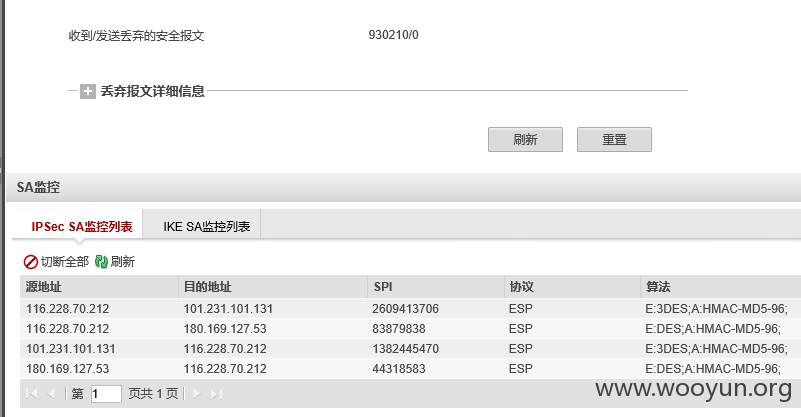 收到/发送丢弃的安全报文 930210/0
丢弃报文详细信息
刷新 重置
SA监控
IPSec SA监控列表 IKE SA监控列表
切断全部 刷新
源地址 目的地址 SPI 协议 算法
116.228.70.212 101.231.101.131 2609413706 ESP E:3DES;A:HMAC-MD5-96;
116.228.70.212 180.169.127.53 83879838 ESP E:DES;A:HMAC-MD5-96;
101.231.101.131 116.228.70.212 1382445470 ESP E:3DES;A:HMAC-MD5-96;
180.169.127.53 116.228.70.212 44318583 ESP E:DES;A:HMAC-MD5-96;
第 1 页共 1 页
www.wooyun.org